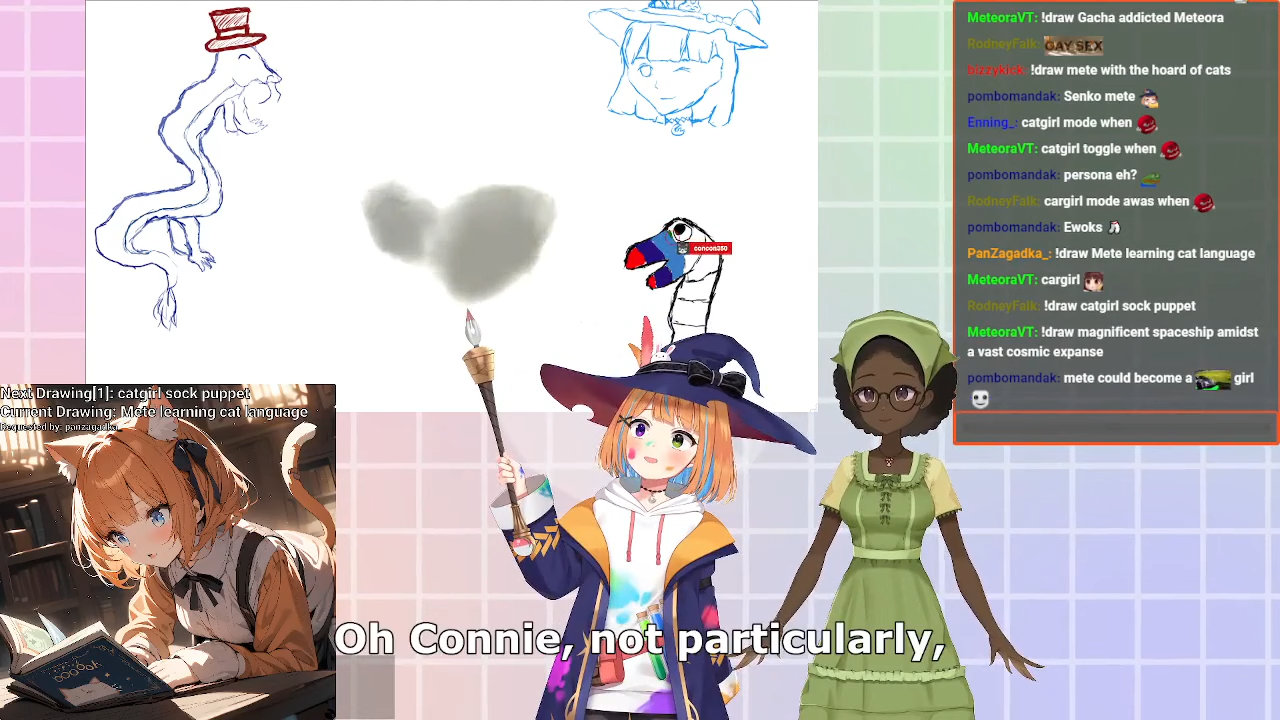 MeteoraVT: !draw Gacha addicted Meteora
RodneyFalk: GAY SEX
bizzykick: !draw mete with the hoard of cats
pombomandak: Senko mete
Enning_: catgirl mode when
MeteoraVT: catgirl toggle when
pombomandak: persona eh?
RodneyFalk: cargirl mode awas when
pombomandak: Ewoks
PanZagadka_: !draw Mete learning cat language
MeteoraVT: cargirl
RodneyFalk: !draw catgirl sock puppet
MeteoraVT: !draw magnificent spaceship amidst
a vast cosmic expanse
pombomandak: mete could become a girl
concon350
Next Drawing[1]: catgirl sock puppet
Current Drawing: Mete learning cat language
Requested by: panzagadka_
Oh Connie, not particularly,